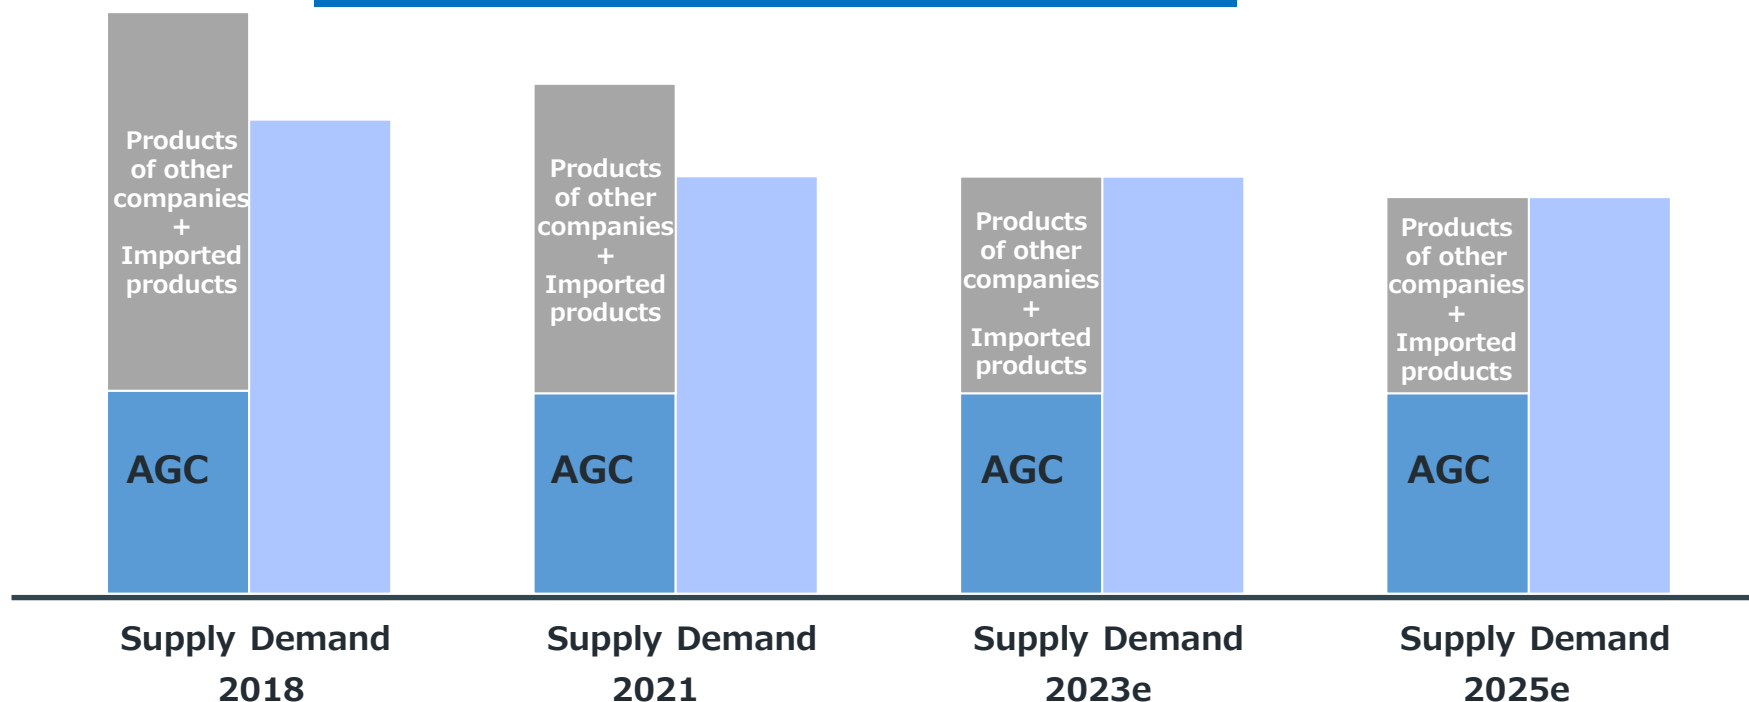 Products
of other
companies
+
Imported
products
AGC
Products
of other
companies
+
Imported
products
AGC
Products
of other
companies
+
Imported
products
AGC
Products
of other
companies
+
Imported
products
AGC
Supply Demand
2018
Supply Demand
2021
Supply Demand
2023e
Supply Demand
2025e